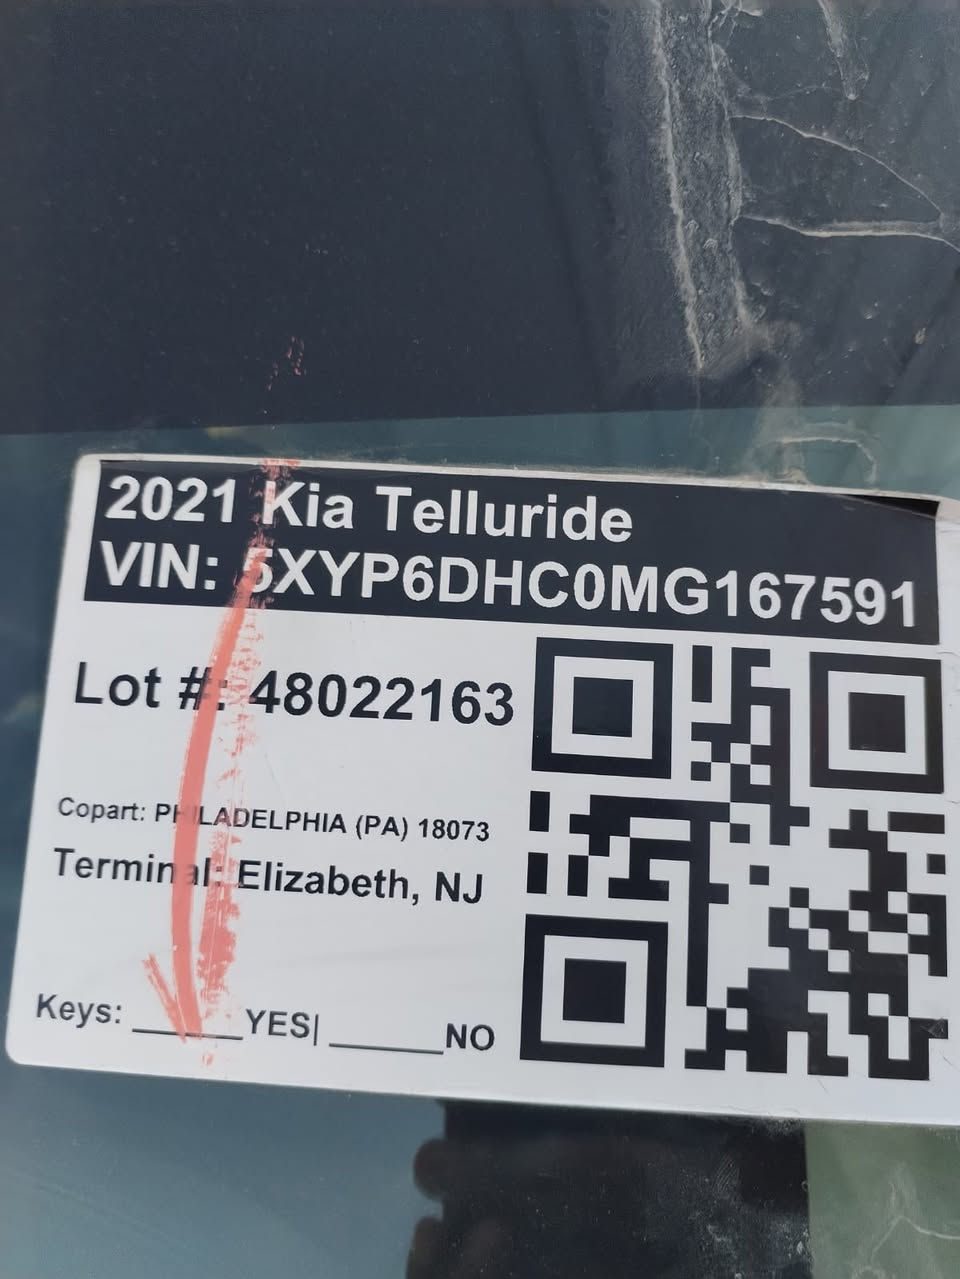 2021 Kia Telluride
VIN: 5XYP6DHC0MG167591
Lot #: 48022163
Copart: PHILADELPHIA (PA) 18073
Terminal: Elizabeth, NJ
Keys: ______YES| ______NO